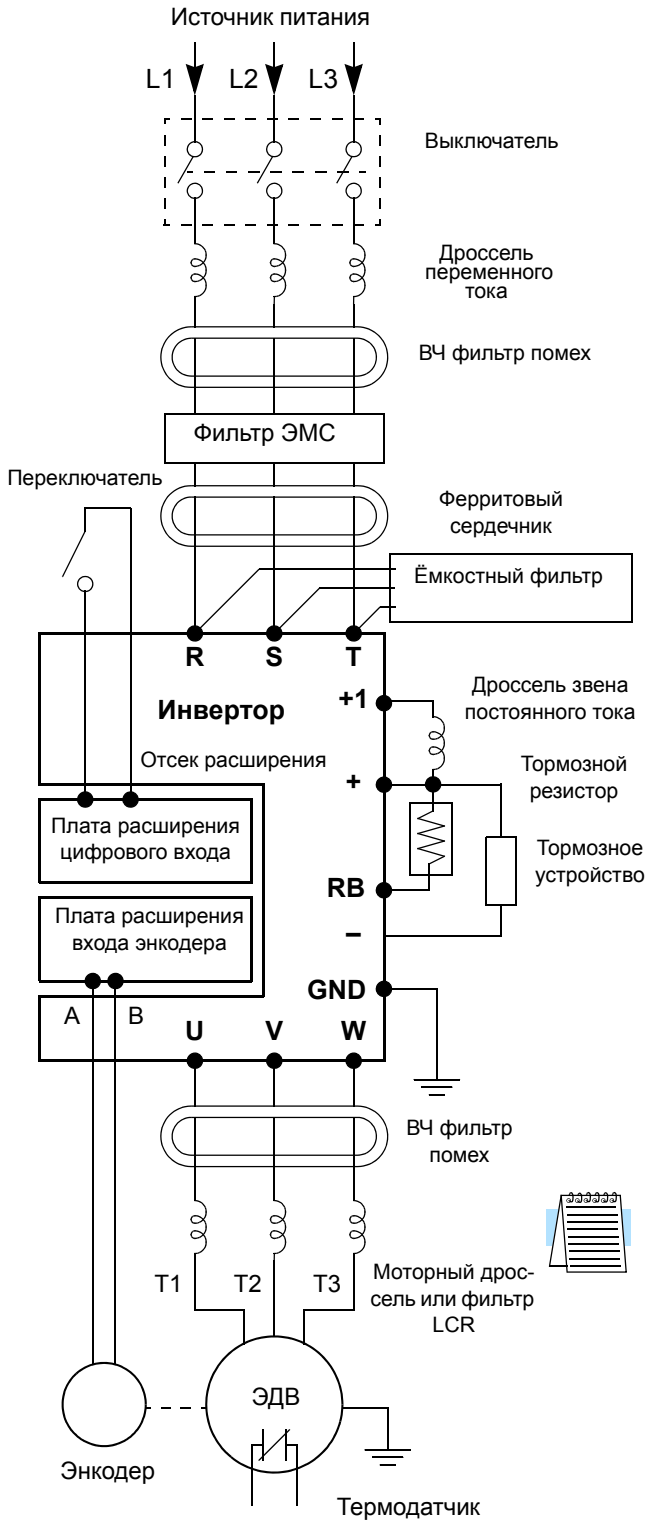 Источник питания
L1 L2 L3
Выключатель
Дроссель
переменного
тока
ВЧ фильтр помех
Фильтр ЭМС
Переключатель
Ферритовый
сердечник
Ёмкостный фильтр
R S T
Инвертор
+1
Дроссель звена
постоянного тока
Отсек расширения
+
Тормозной
резистор
Плата расширения
цифрового входа
Тормозное
устройство
RB
Плата расширения
входа энкодера
–
GND
A B
U V W
ВЧ фильтр
помех
T1 T2 T3
Моторный дрос-
сель или фильтр
LCR
ЭДВ
Энкодер
Термодатчик